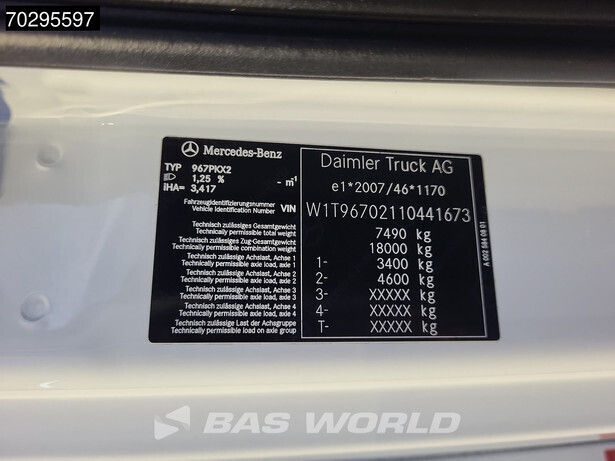 70295597
Mercedes-Benz
TYP 967PKX2
1,25 % - m⁻¹
iHA= 3,417
Daimler Truck AG
e1*2007/46*1170
Fahrzeugidentifizierungsnummer
Vehicle Identification Number VIN
W1T96702110441673
Technisch zulässiges Gesamtgewicht
Technically permissible total weight
7490 kg
Technisch zulässiges Zug-Gesamtgewicht
Technically permissible combination weight
18000 kg
Technisch zulässige Achslast, Achse 1
Technically permissible axle load, axle 1
1- 3400 kg
Technisch zulässige Achslast, Achse 2
Technically permissible axle load, axle 2
2- 4600 kg
Technisch zulässige Achslast, Achse 3
Technically permissible axle load, axle 3
3- XXXXX kg
Technisch zulässige Achslast, Achse 4
Technically permissible axle load, axle 4
4- XXXXX kg
Technisch zulässige Last der Achsgruppe
Technically permissible load on axle group
T- XXXXX kg
A 002 584 08 01
BAS WORLD